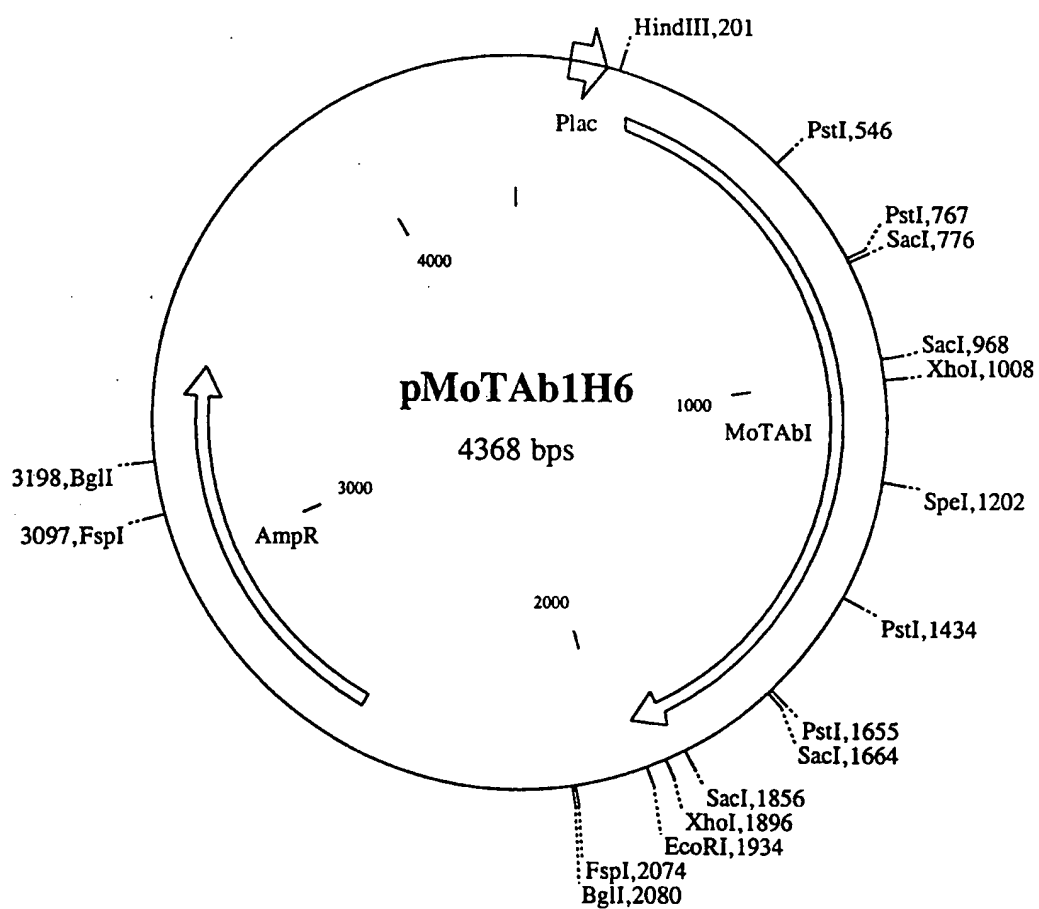 HindIII,201
Plac
PstI,546
PstI,767
SacI,776
4000
SacI,968
XhoI,1008
pMoTAb1H6
4368 bps
1000
MoTAbI
3198,BglI
3000
SpeI,1202
3097,FspI
AmpR
2000
PstI,1434
PstI,1655
SacI,1664
SacI,1856
XhoI,1896
EcoRI,1934
FspI,2074
BglI,2080